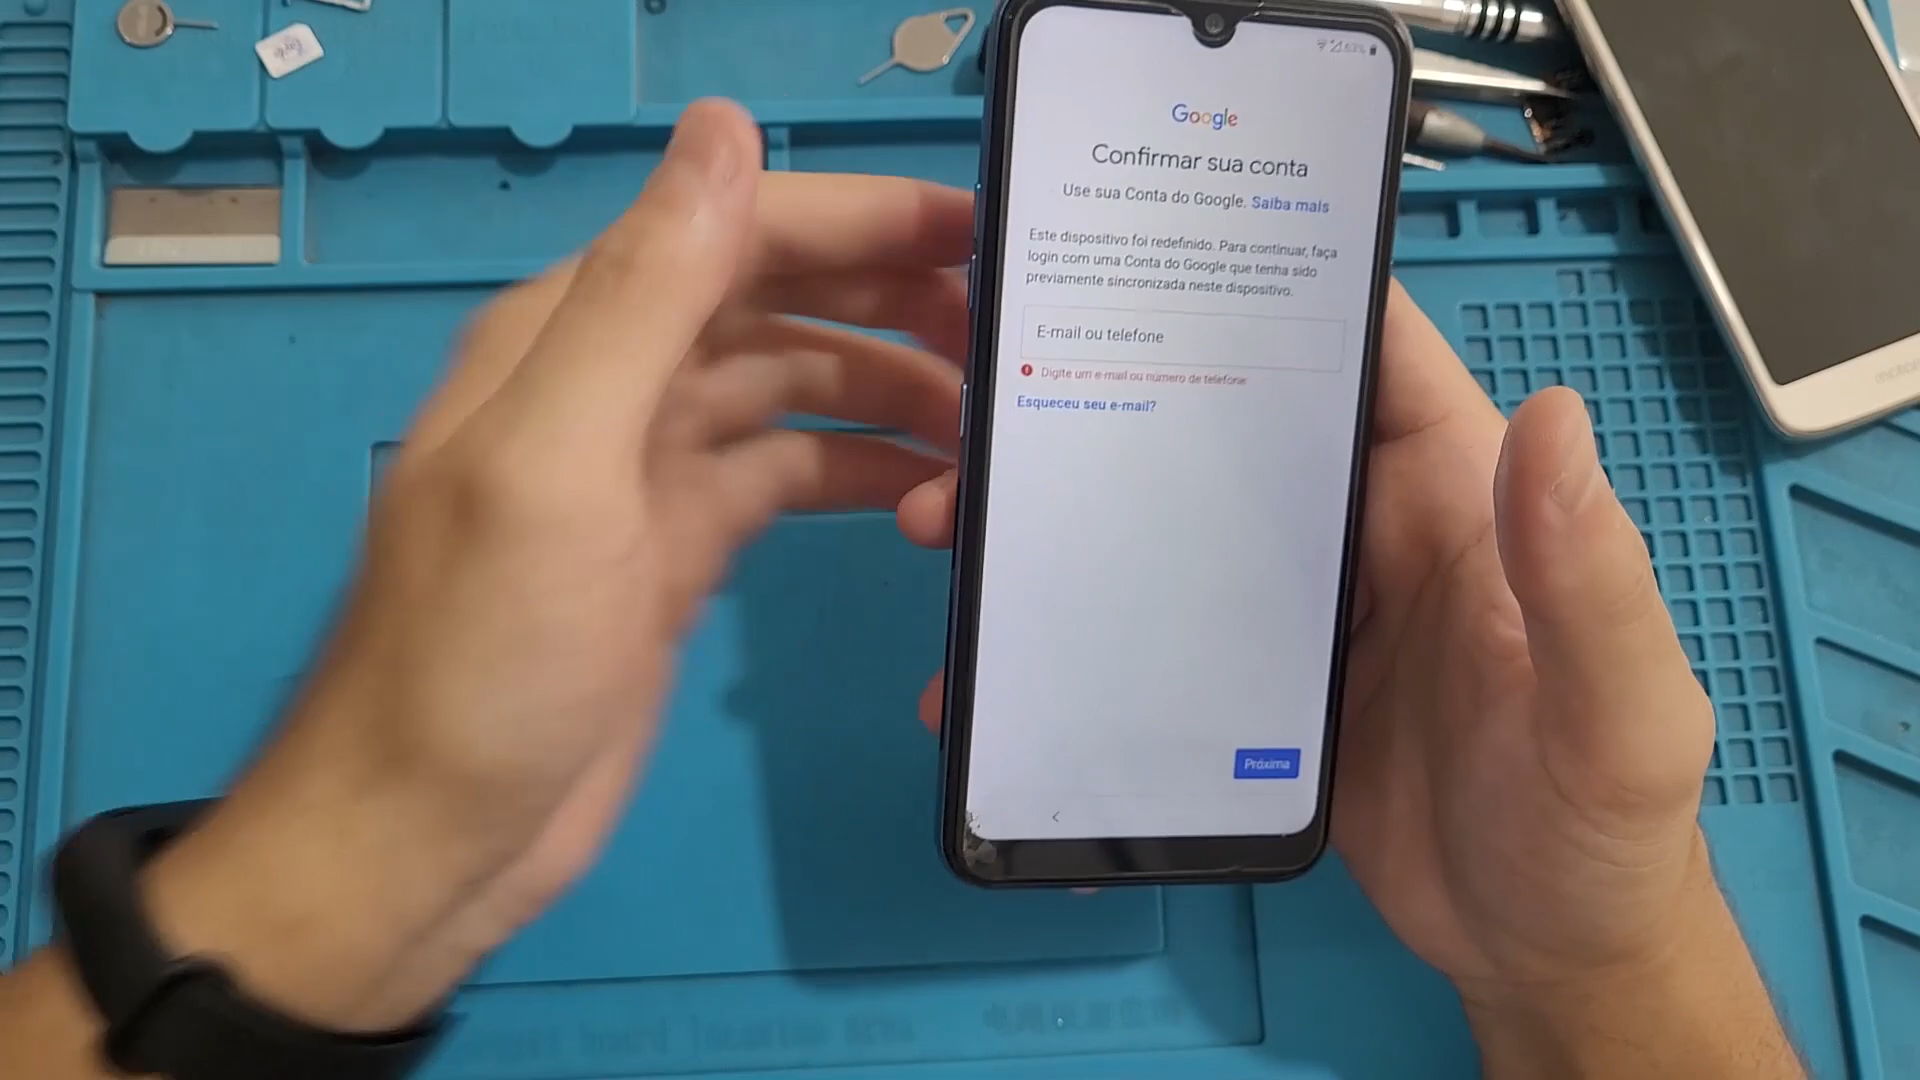 63%
Google
Confirmar sua conta
Use sua Conta do Google. Saiba mais
Este dispositivo foi redefinido. Para continuar, faça
login com uma Conta do Google que tenha sido
previamente sincronizada neste dispositivo.
E-mail ou telefone
Digite um e-mail ou número de telefone
Esqueceu seu e-mail?
Próxima